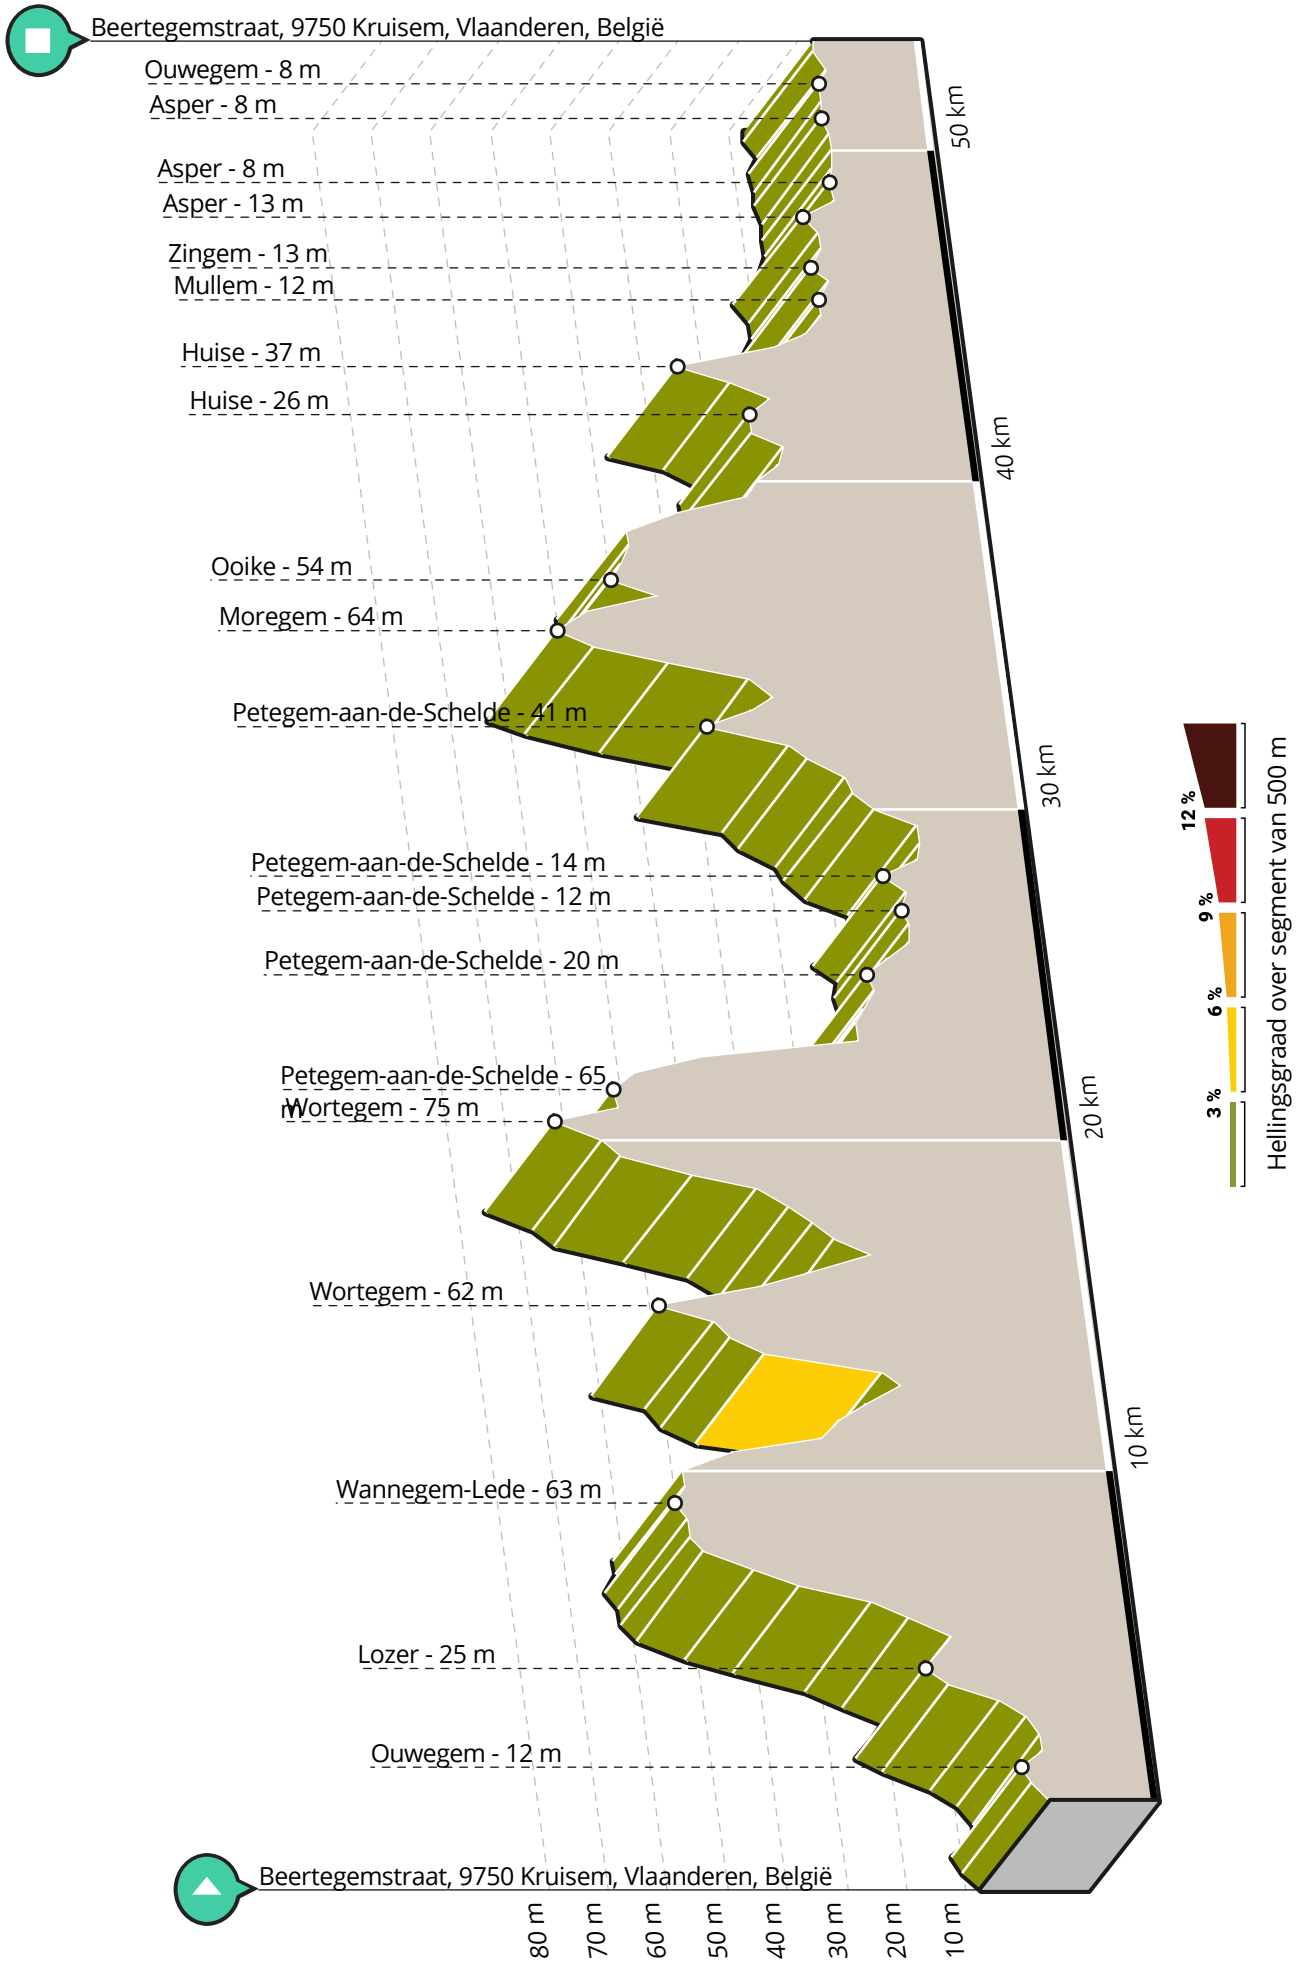 Beertegemstraat, 9750 Kruisem, Vlaanderen, België
Ouwegem - 8 m
Asper - 8 m
Asper - 8 m
Asper - 13 m
Zingem - 13 m
Mullem - 12 m
Huise - 37 m
Huise - 26 m
Ooike - 54 m
Moregem - 64 m
Petegem-aan-de-Schelde - 41 m
Petegem-aan-de-Schelde - 14 m
Petegem-aan-de-Schelde - 12 m
Petegem-aan-de-Schelde - 20 m
Petegem-aan-de-Schelde - 65
m
Wortegem - 75 m
Wortegem - 62 m
Wannegem-Lede - 63 m
Lozer - 25 m
Ouwegem - 12 m
Beertegemstraat, 9750 Kruisem, Vlaanderen, België
80 m
70 m
60 m
50 m
40 m
30 m
20 m
10 m
50 km
40 km
30 km
20 km
10 km
12 %
9 %
6 %
3 %
Hellingsgraad over segment van 500 m